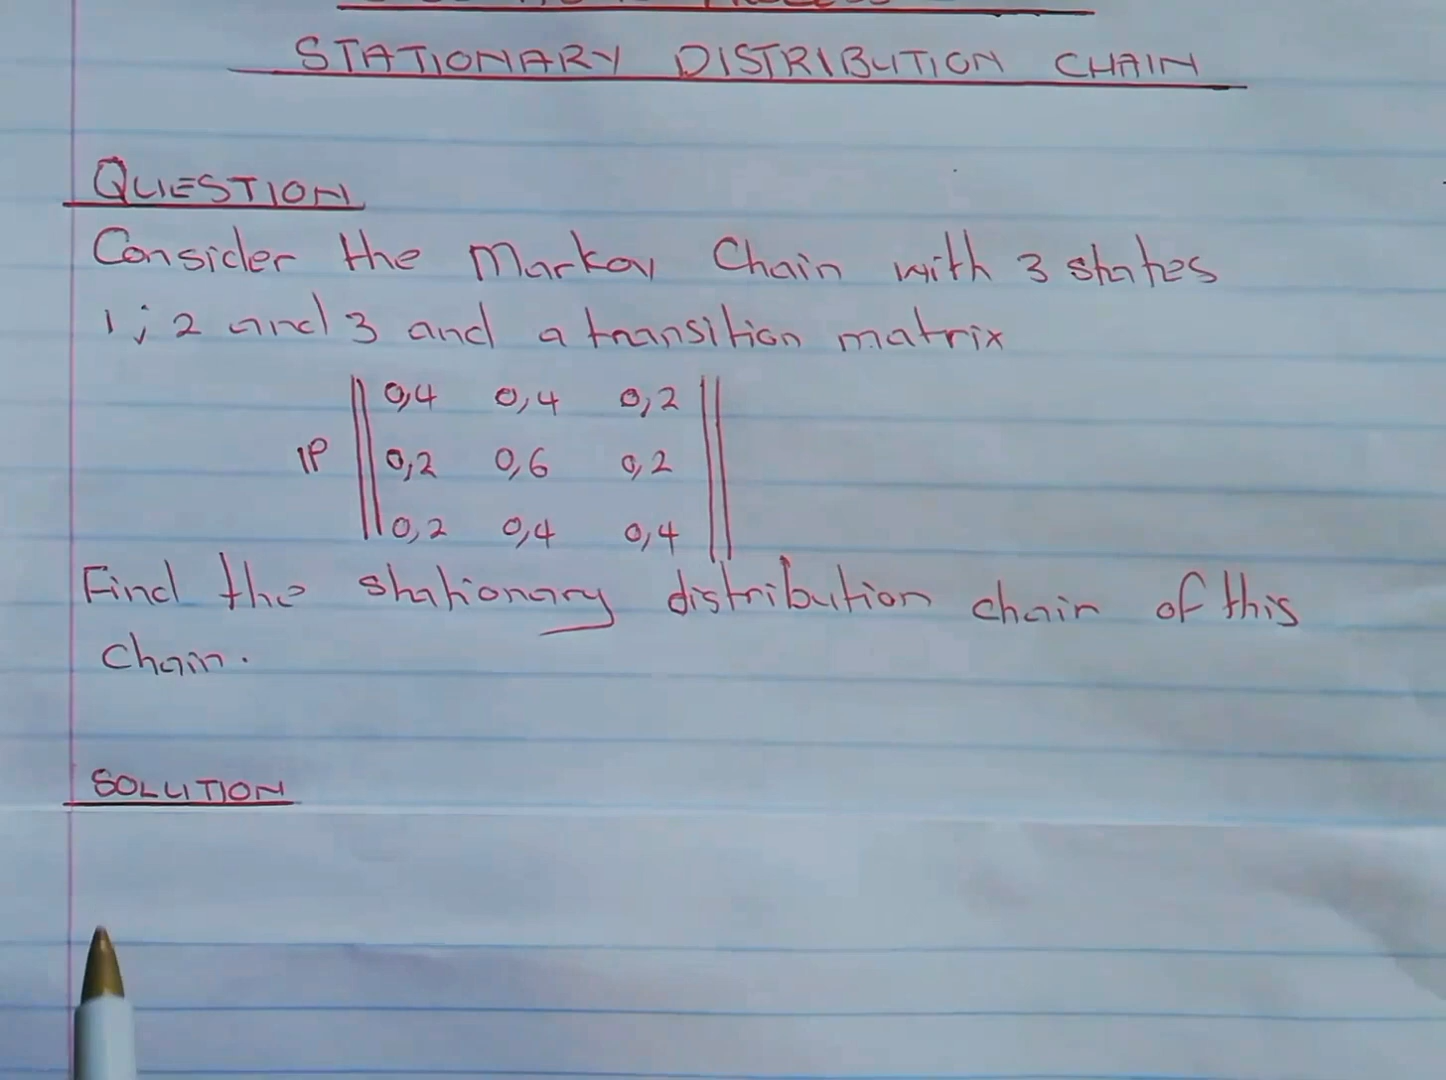 STATIONARY DISTRIBUTION CHAIN
QUESTION
Consider the Markov Chain with 3 states
1; 2 and 3 and a transition matrix
0,4 0,4 0,2
IP 0,2 0,6 0,2
0,2 0,4 0,4
Find the stationary distribution chain of this
Chain.
SOLUTION